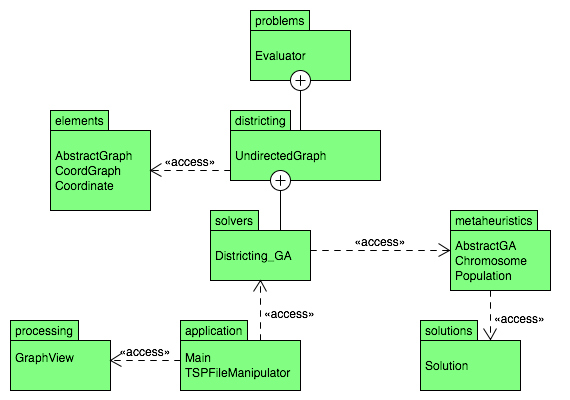 problems
Evaluator
elements
districting
AbstractGraph
CoordGraph
Coordinate
«access»
UndirectedGraph
solvers
metaheuristics
Districting_GA
«access»
AbstractGA
Chromosome
Population
«access»
«access»
processing
application
solutions
GraphView
«access»
Main
TSPFileManipulator
Solution